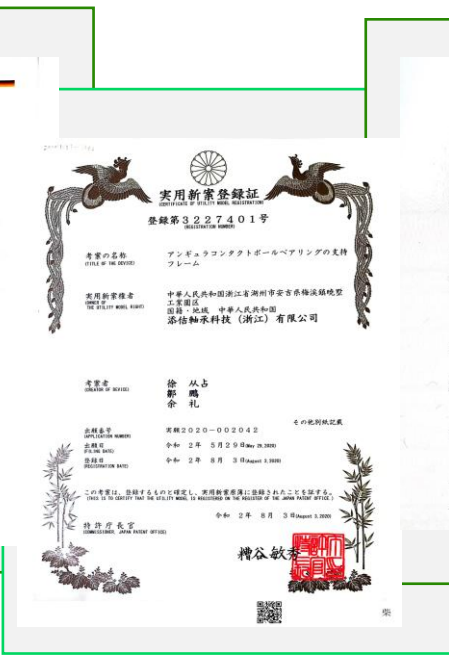 実用新案登録証
(CERTIFICATE OF UTILITY MODEL REGISTRATION)
登録第3227401号
(REGISTRATION NUMBER)
考案の名称
(TITLE OF THE DEVICE)
アンギュラコンタクトボールベアリングの支持
フレーム
実用新案権者
(OWNER OF THE UTILITY MODEL RIGHT)
中華人民共和国浙江省湖州市安吉県梅渓鎮暁墅
工業園区
国籍・地域 中華人民共和国
添佶軸承科技(浙江)有限公司
考案者
(CREATOR OF DEVICE)
徐 从占
鄒 鵬
余 礼
その他別紙記載
出願番号
(APPLICATION NUMBER)
実願2020-002042
出願日
(FILING DATE)
令和 2年 5月29日(May 29,2020)
登録日
(REGISTRATION DATE)
令和 2年 8月 3日(August 3,2020)
この考案は、登録するものと確定し、実用新案原簿に登録されたことを証する。
(THIS IS TO CERTIFY THAT THE UTILITY MODEL IS REGISTERED ON THE REGISTER OF THE JAPAN PATENT OFFICE.)
令和 2年 8月 3日(August 3,2020)
特許庁長官
(COMMISSIONER, JAPAN PATENT OFFICE)
糟谷敏秀